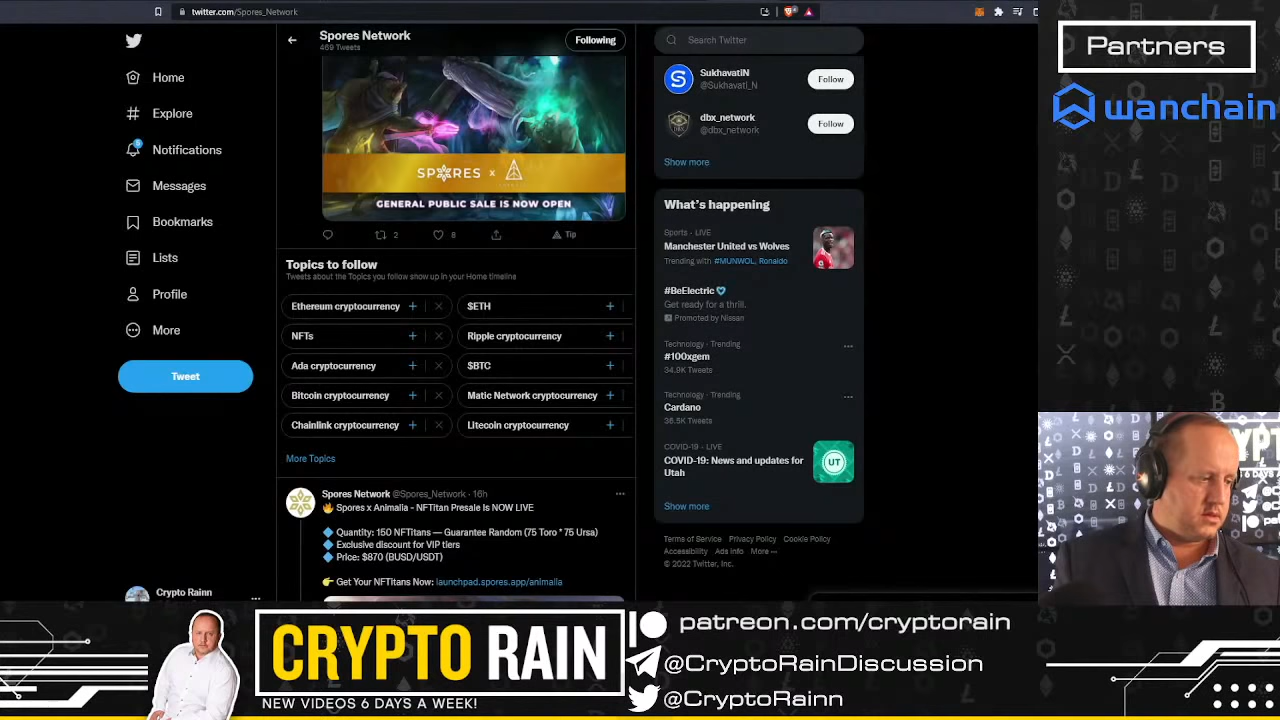 twitter.com/Spores_Network
Home
Explore
5
Notifications
Messages
Bookmarks
Lists
Profile
More
Tweet
Crypto Rainn
Spores Network
469 Tweets
Following
SPORES x
GENERAL PUBLIC SALE IS NOW OPEN
2
8
Tip
Topics to follow
Tweets about the Topics you follow show up in your Home timeline
Ethereum cryptocurrency
$ETH
NFTs
Ripple cryptocurrency
Ada cryptocurrency
$BTC
Bitcoin cryptocurrency
Matic Network cryptocurrency
Chainlink cryptocurrency
Litecoin cryptocurrency
More Topics
Spores Network @Spores_Network · 16h
🔥 Spores x Animalia - NFTitan Presale Is NOW LIVE
🔷 Quantity: 150 NFTitans — Guarantee Random (75 Toro * 75 Ursa)
🔷 Exclusive discount for VIP tiers
🔷 Price: $870 (BUSD/USDT)
👉 Get Your NFTitans Now: launchpad.spores.app/animalia
Search Twitter
SukhavatiN
@Sukhavati_N
Follow
dbx_network
@dbx_network
Follow
Show more
What's happening
Sports · LIVE
Manchester United vs Wolves
Trending with #MUNWOL, Ronaldo
#BeElectric
Get ready for a thrill.
Promoted by Nissan
Technology · Trending
#100xgem
34.9K Tweets
Technology · Trending
Cardano
36.5K Tweets
COVID-19 · LIVE
COVID-19: News and updates for
Utah
UT
Show more
Terms of Service Privacy Policy Cookie Policy
Accessibility Ads info More ···
© 2022 Twitter, Inc.
Partners
wanchain
CRYPTO RAIN
NEW VIDEOS 6 DAYS A WEEK!
patreon.com/cryptorain
@CryptoRainDiscussion
@CryptoRainn